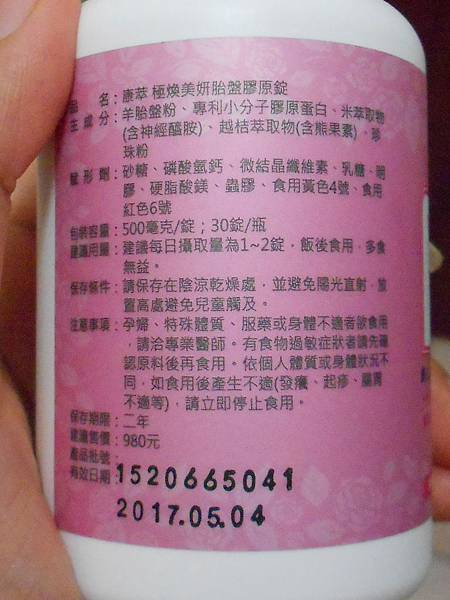 品　　名：康萃 極煥美妍胎盤膠原錠
主 成 分：羊胎盤粉、專利小分子膠原蛋白、米萃取物
(含神經醯胺)、越桔萃取物(含熊果素)、珍
珠粉
賦 形 劑：砂糖、磷酸氫鈣、微結晶纖維素、乳糖、明
膠、硬脂酸鎂、蟲膠、食用黃色4號、食用
紅色6號
包裝容量：500毫克/錠；30錠/瓶
建議用量：建議每日攝取量為1~2錠，飯後食用，多食
無益。
保存條件：請保存在陰涼乾燥處，並避免陽光直射，放
置高處避免兒童觸及。
注意事項：孕婦、特殊體質、服藥或身體不適者欲食用
，請洽專業醫師。有食物過敏症狀者請先確
認原料後再食用。依個人體質或身體狀況不
同，如食用後產生不適(發癢、起疹、腸胃
不適等)，請立即停止食用。
保存期限：二年
建議售價：980元
產品批號：
有效日期：
1520665041
2017.05.04